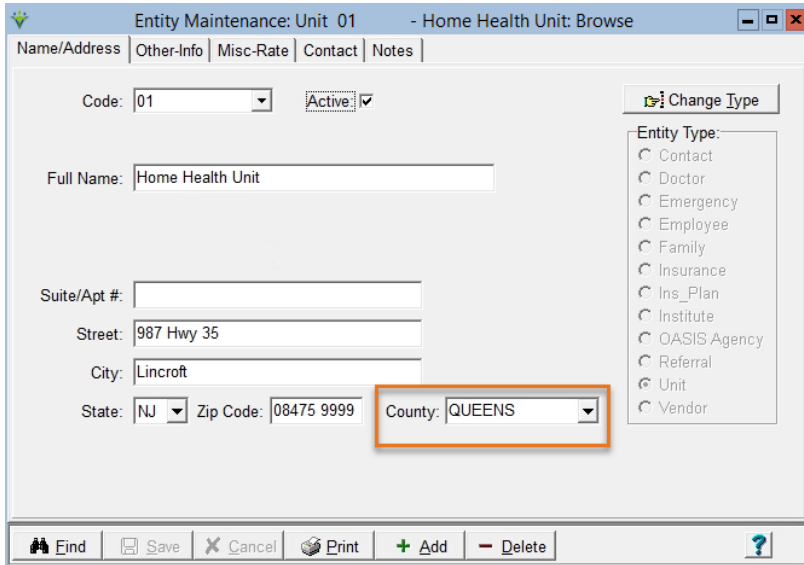 Entity Maintenance: Unit 01 - Home Health Unit: Browse
Name/Address Other-Info Misc-Rate Contact Notes
Code: 01 Active: Change Type
Entity Type:
Contact
Doctor
Full Name: Home Health Unit
Emergency
Employee
Family
Insurance
Suite/Apt #: Ins_Plan
Institute
Street: 987 Hwy 35
OASIS Agency
City: Lincroft
Referral
Unit
State: NJ Zip Code: 08475 9999 County: QUEENS
Vendor
Find Save Cancel Print + Add - Delete ?